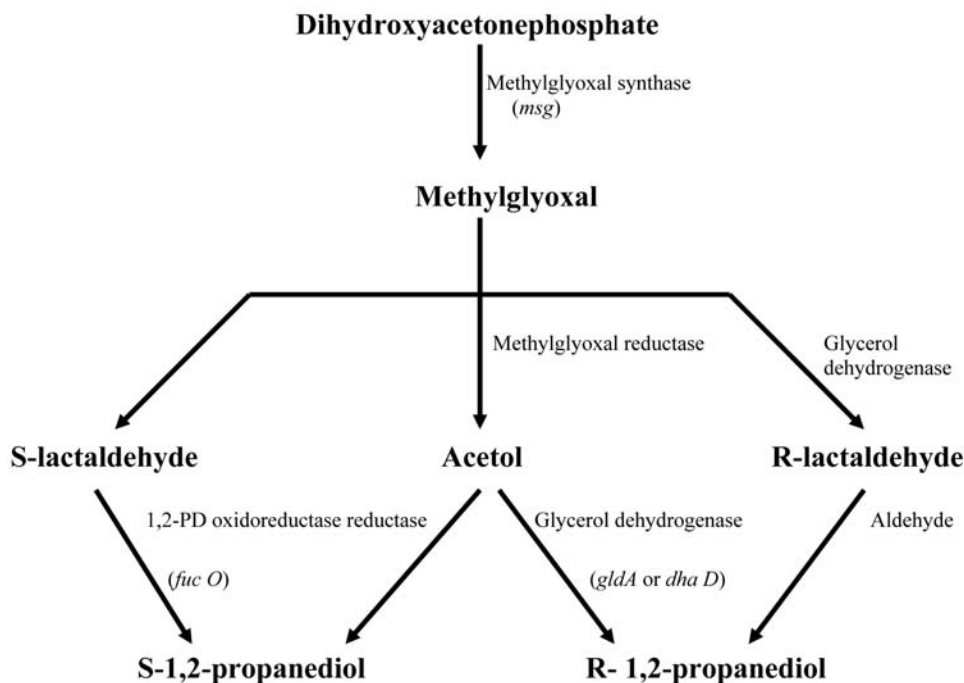 Dihydroxyacetonephosphate
Methylglyoxal synthase
(msg)
Methylglyoxal
Methylglyoxal reductase
Glycerol
dehydrogenase
S-lactaldehyde
Acetol
R-lactaldehyde
1,2-PD oxidoreductase reductase
Glycerol dehydrogenase
Aldehyde
(fuc O)
(gldA or dha D)
S-1,2-propanediol
R- 1,2-propanediol